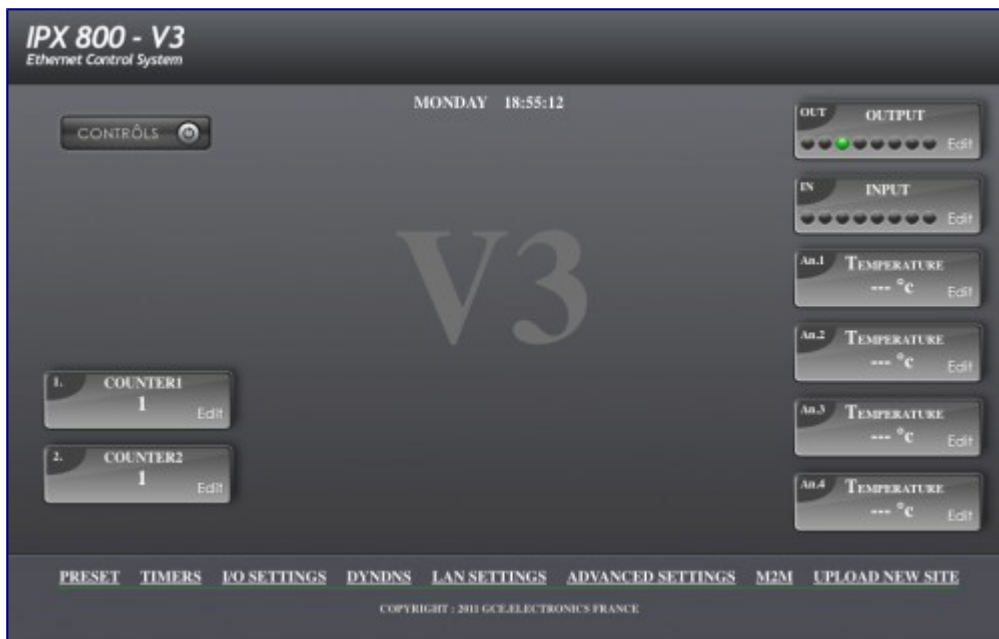 IPX 800 - V3
Ethernet Control System
MONDAY 18:55:12
CONTRÔLS
V3
OUT OUTPUT
Edit
IN INPUT
Edit
An.1 TEMPERATURE
--- °C
Edit
An.2 TEMPERATURE
--- °C
Edit
An.3 TEMPERATURE
--- °C
Edit
An.4 TEMPERATURE
--- °C
Edit
1. COUNTER1
1
Edit
2. COUNTER2
1
Edit
PRESET TIMERS I/O SETTINGS DYNDNS LAN SETTINGS ADVANCED SETTINGS M2M UPLOAD NEW SITE
COPYRIGHT : 2011 GCE.ELECTRONICS FRANCE